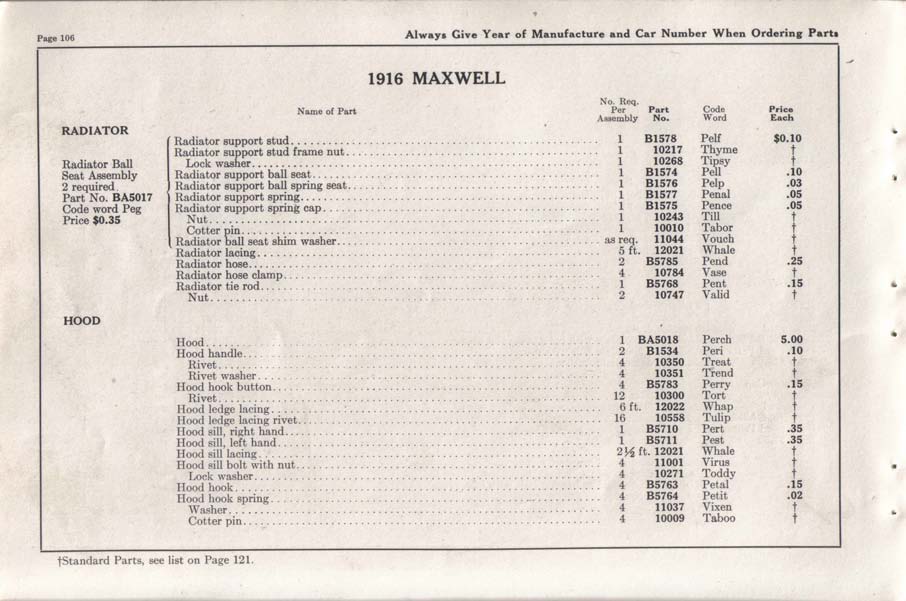 Page 106
Always Give Year of Manufacture and Car Number When Ordering Parts
1916 MAXWELL
Name of Part No. Req. Per Assembly Part No. Code Word Price Each
RADIATOR
Radiator Ball
Seat Assembly
2 required
Part No. BA5017
Code word Peg
Price $0.35
Radiator support stud 1 B1578 Pelf $0.10
Radiator support stud frame nut 1 10217 Thyme †
Lock washer 1 10268 Tipsy †
Radiator support ball seat 1 B1574 Pell .10
Radiator support ball spring seat 1 B1576 Pelp .03
Radiator support spring 1 B1577 Penal .05
Radiator support spring cap 1 B1575 Pence .05
Nut 1 10243 Till †
Cotter pin 1 10010 Tabor †
Radiator ball seat shim washer as req. 11044 Vouch †
Radiator lacing 5 ft. 12021 Whale †
Radiator hose 2 B5785 Pend .25
Radiator hose clamp 4 10784 Vase †
Radiator tie rod 1 B5768 Pent .15
Nut 2 10747 Valid †
HOOD
Hood 1 BA5018 Perch 5.00
Hood handle 2 B1534 Peri .10
Rivet 4 10350 Treat †
Rivet washer 4 10351 Trend †
Hood hook button 4 B5783 Perry .15
Rivet 12 10300 Tort †
Hood ledge lacing 6 ft. 12022 Whap †
Hood ledge lacing rivet 16 10558 Tulip †
Hood sill, right hand 1 B5710 Pert .35
Hood sill, left hand 1 B5711 Pest .35
Hood sill lacing 2½ ft. 12021 Whale †
Hood sill bolt with nut 4 11001 Virus †
Lock washer 4 10271 Toddy †
Hood hook 4 B5763 Petal .15
Hood hook spring 4 B5764 Petit .02
Washer 4 11037 Vixen †
Cotter pin 4 10009 Taboo †
†Standard Parts, see list on Page 121.